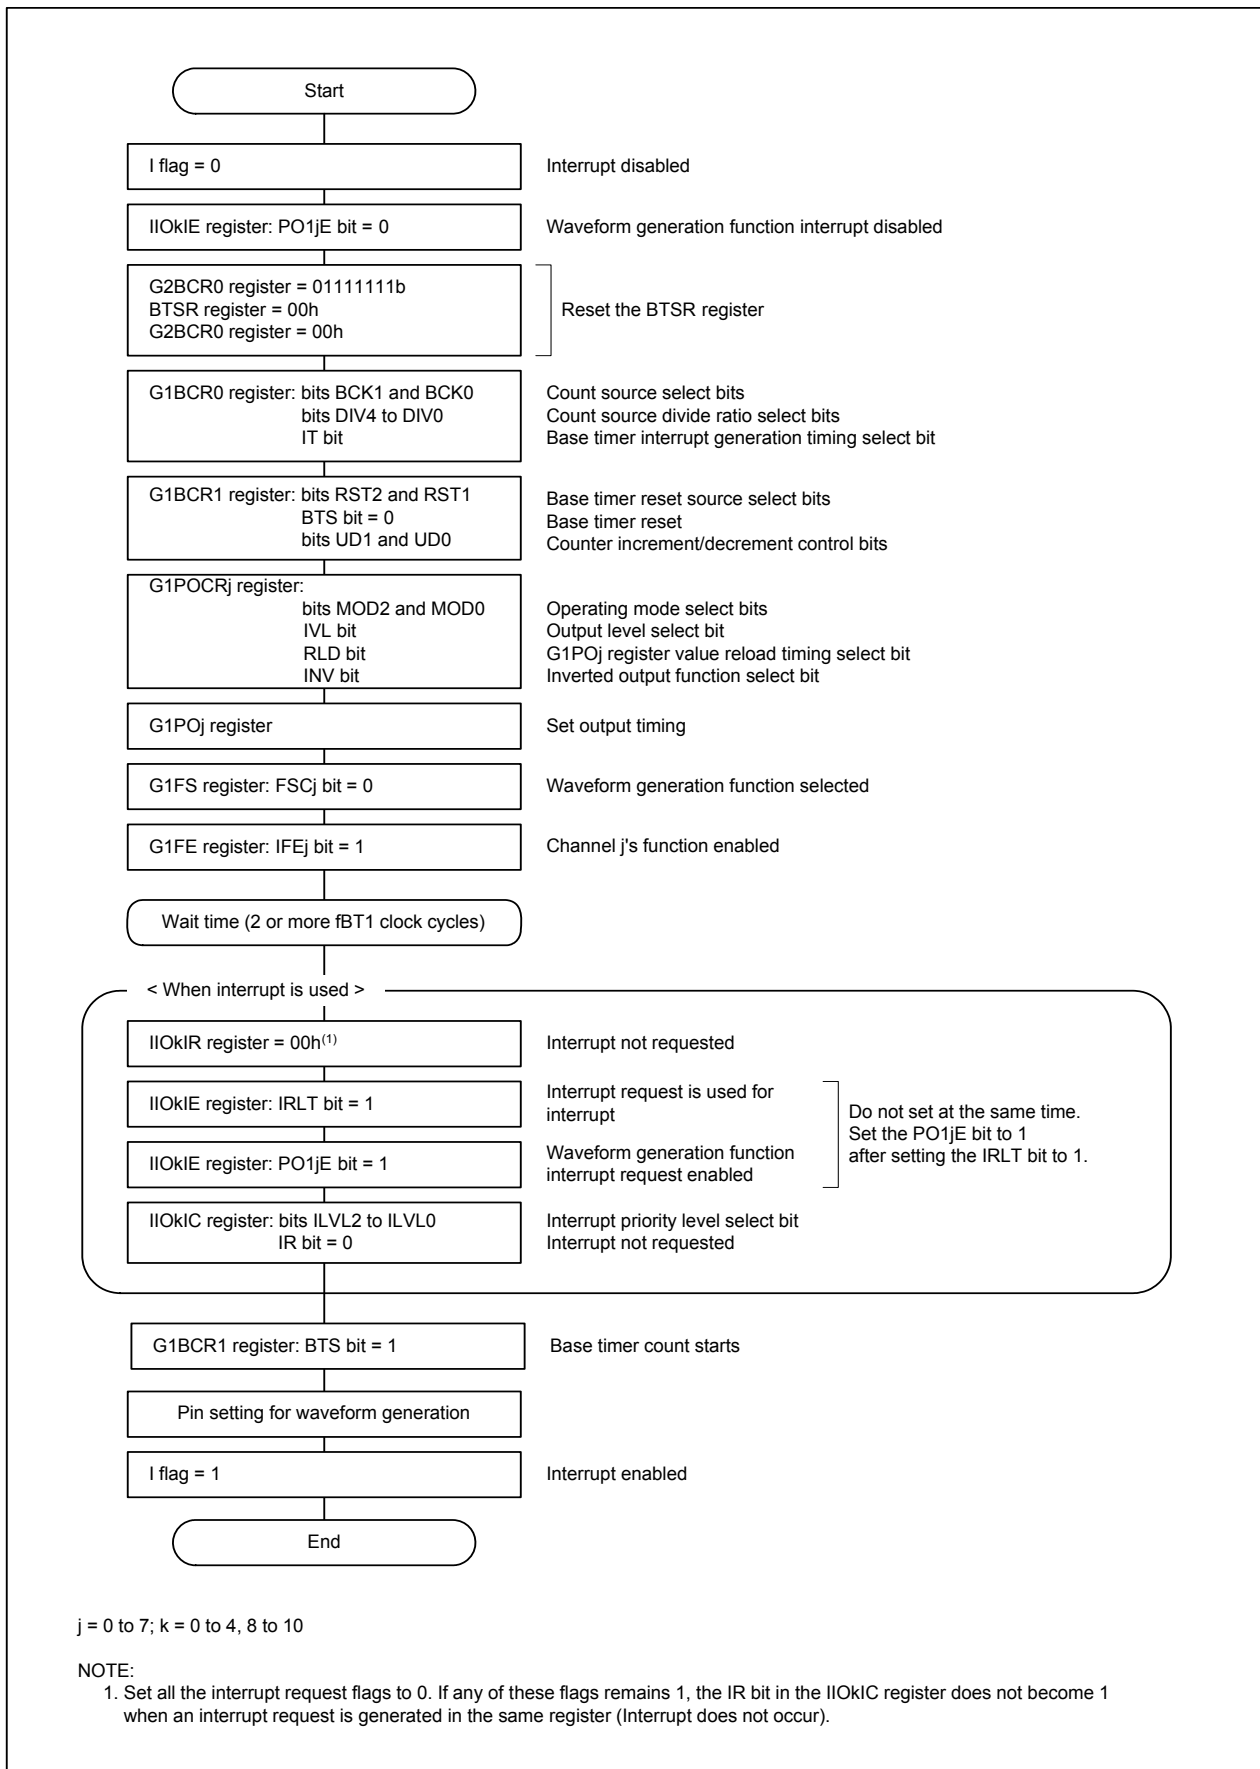 Start
I flag = 0 Interrupt disabled
IIOkIE register: PO1jE bit = 0 Waveform generation function interrupt disabled
G2BCR0 register = 01111111b
BTSR register = 00h Reset the BTSR register
G2BCR0 register = 00h
G1BCR0 register: bits BCK1 and BCK0 Count source select bits
bits DIV4 to DIV0 Count source divide ratio select bits
IT bit Base timer interrupt generation timing select bit
G1BCR1 register: bits RST2 and RST1 Base timer reset source select bits
BTS bit = 0 Base timer reset
bits UD1 and UD0 Counter increment/decrement control bits
G1POCRj register:
bits MOD2 and MOD0 Operating mode select bits
IVL bit Output level select bit
RLD bit G1POj register value reload timing select bit
INV bit Inverted output function select bit
G1POj register Set output timing
G1FS register: FSCj bit = 0 Waveform generation function selected
G1FE register: IFEj bit = 1 Channel j's function enabled
Wait time (2 or more fBT1 clock cycles)
< When interrupt is used >
IIOkIR register = 00h(1) Interrupt not requested
IIOkIE register: IRLT bit = 1 Interrupt request is used for
interrupt
IIOkIE register: PO1jE bit = 1 Waveform generation function
interrupt request enabled
Do not set at the same time.
Set the PO1jE bit to 1
after setting the IRLT bit to 1.
IIOkIC register: bits ILVL2 to ILVL0 Interrupt priority level select bit
IR bit = 0 Interrupt not requested
G1BCR1 register: BTS bit = 1 Base timer count starts
Pin setting for waveform generation
I flag = 1 Interrupt enabled
End
j = 0 to 7; k = 0 to 4, 8 to 10
NOTE:
1. Set all the interrupt request flags to 0. If any of these flags remains 1, the IR bit in the IIOkIC register does not become 1
when an interrupt request is generated in the same register (Interrupt does not occur).